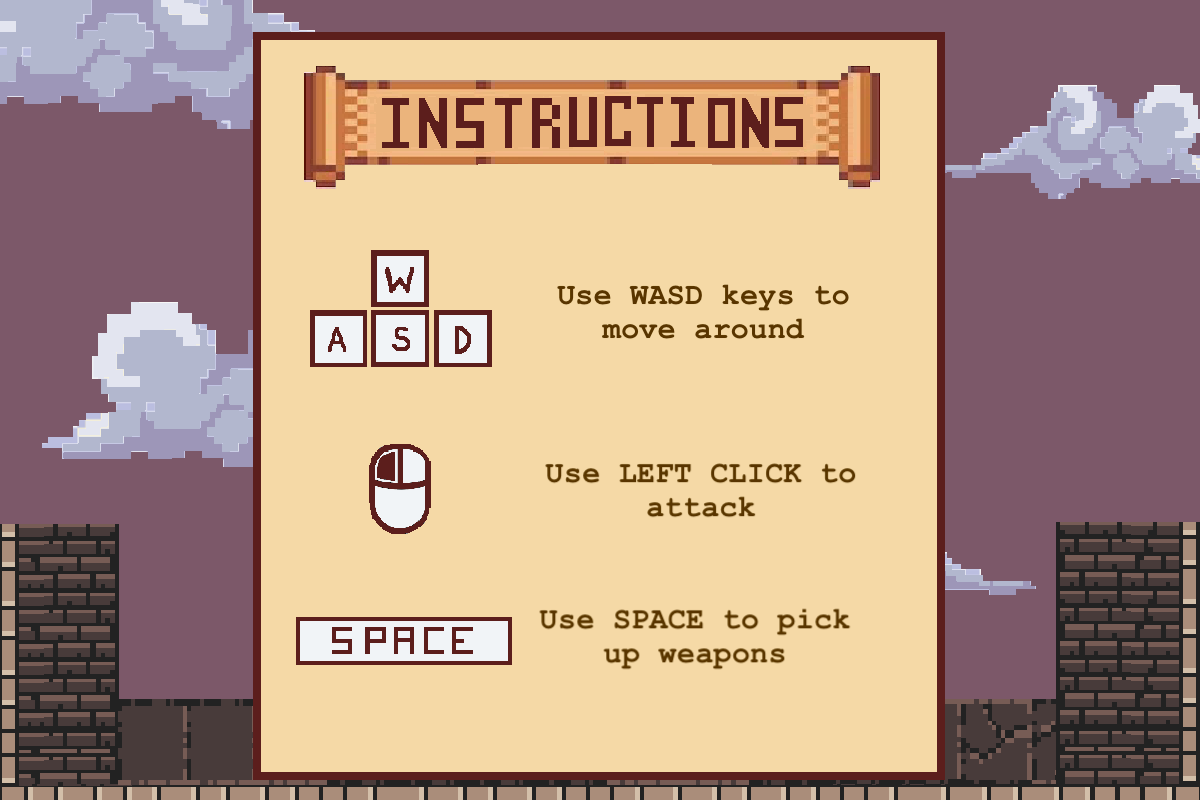 INSTRUCTIONS
W
A S D
Use WASD keys to
move around
Use LEFT CLICK to
attack
SPACE
Use SPACE to pick
up weapons